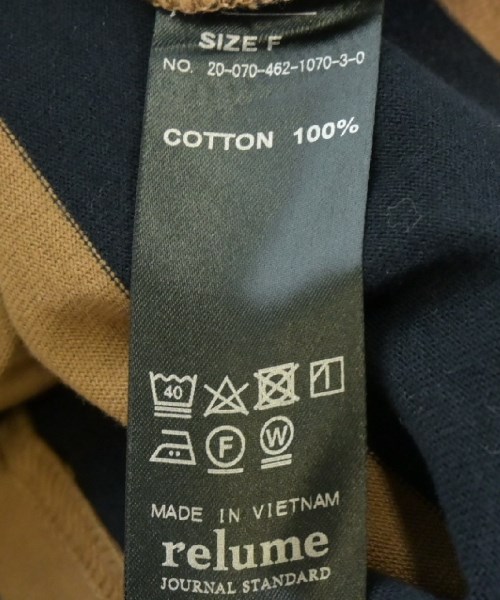 SIZE F
NO. 20-070-462-1070-3-0
COTTON 100%
40
F W
MADE IN VIETNAM
relume
JOURNAL STANDARD